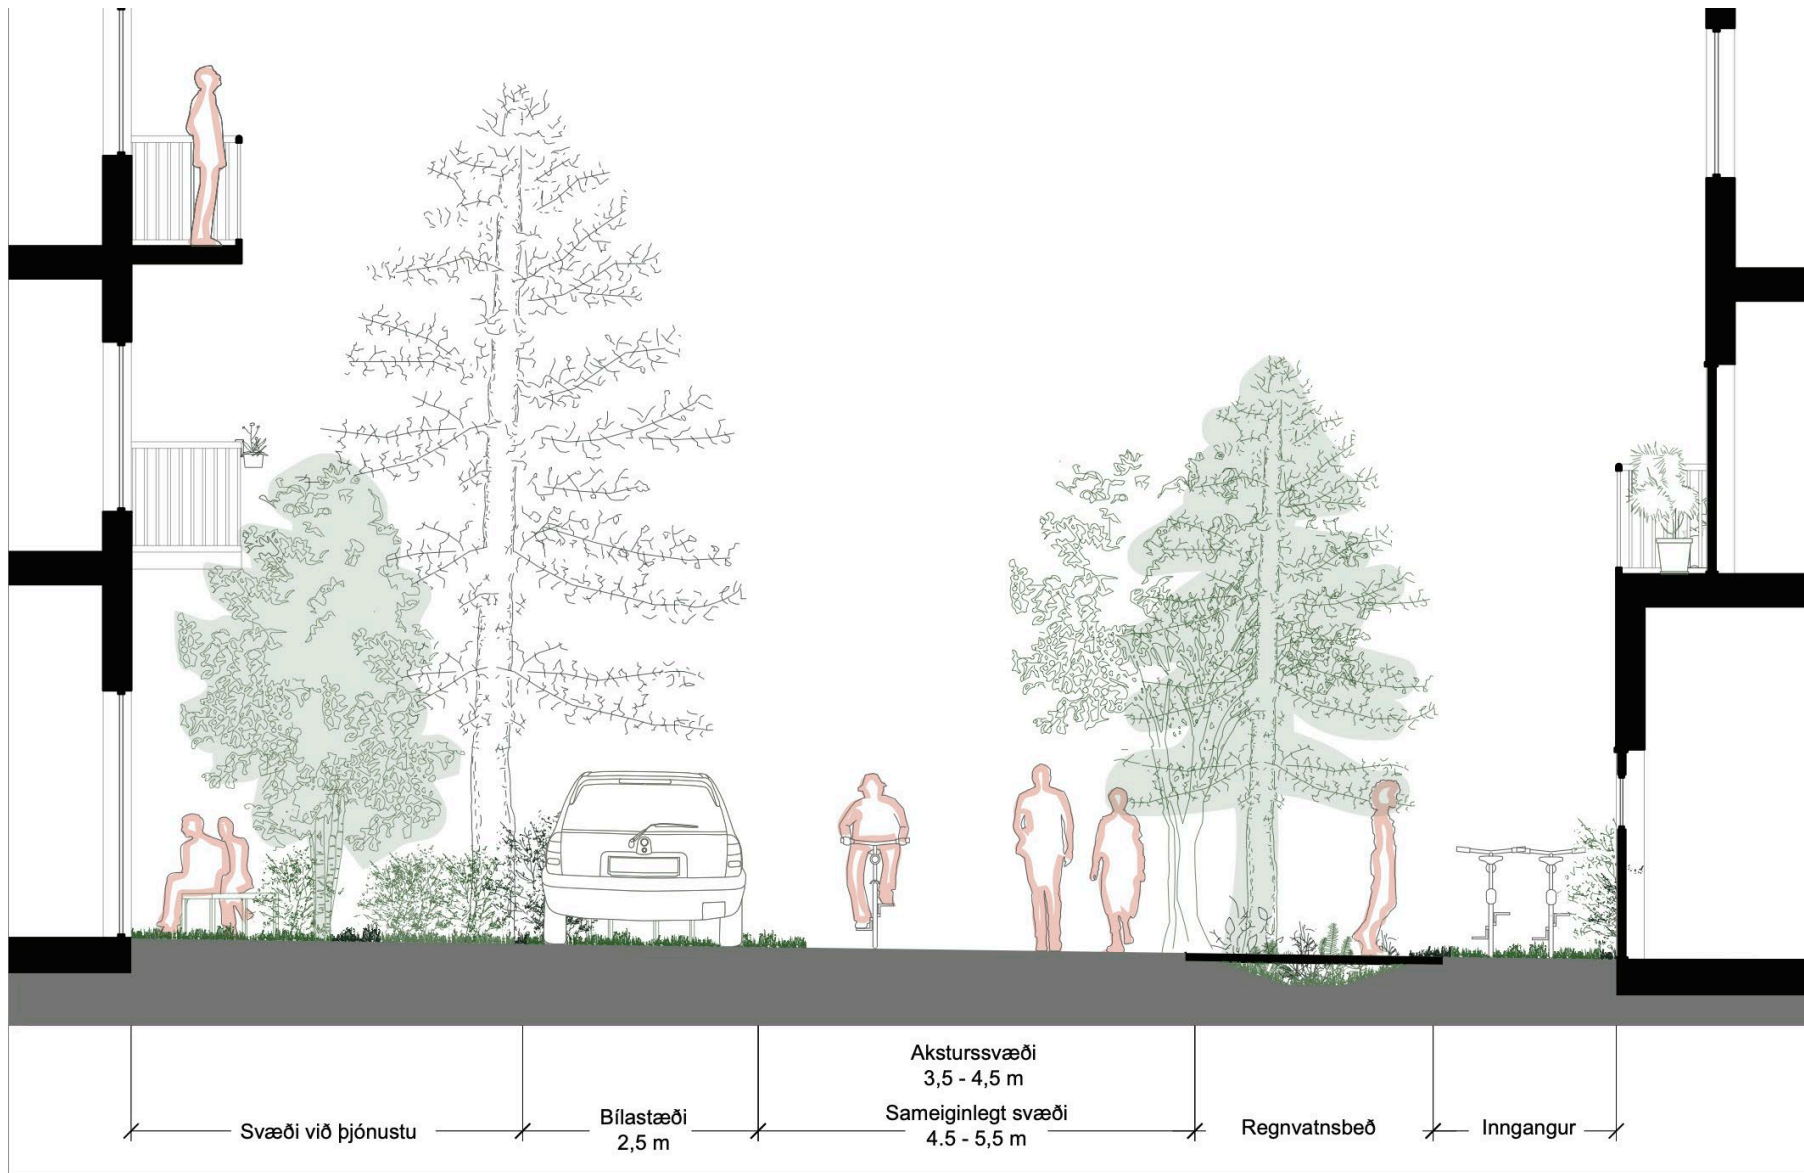 Aksturssvæði
3,5 - 4,5 m
Svæði við þjónustu
Bílastæði
2,5 m
Sameiginlegt svæði
4.5 - 5,5 m
Regnvatnsbeð
Inngangur